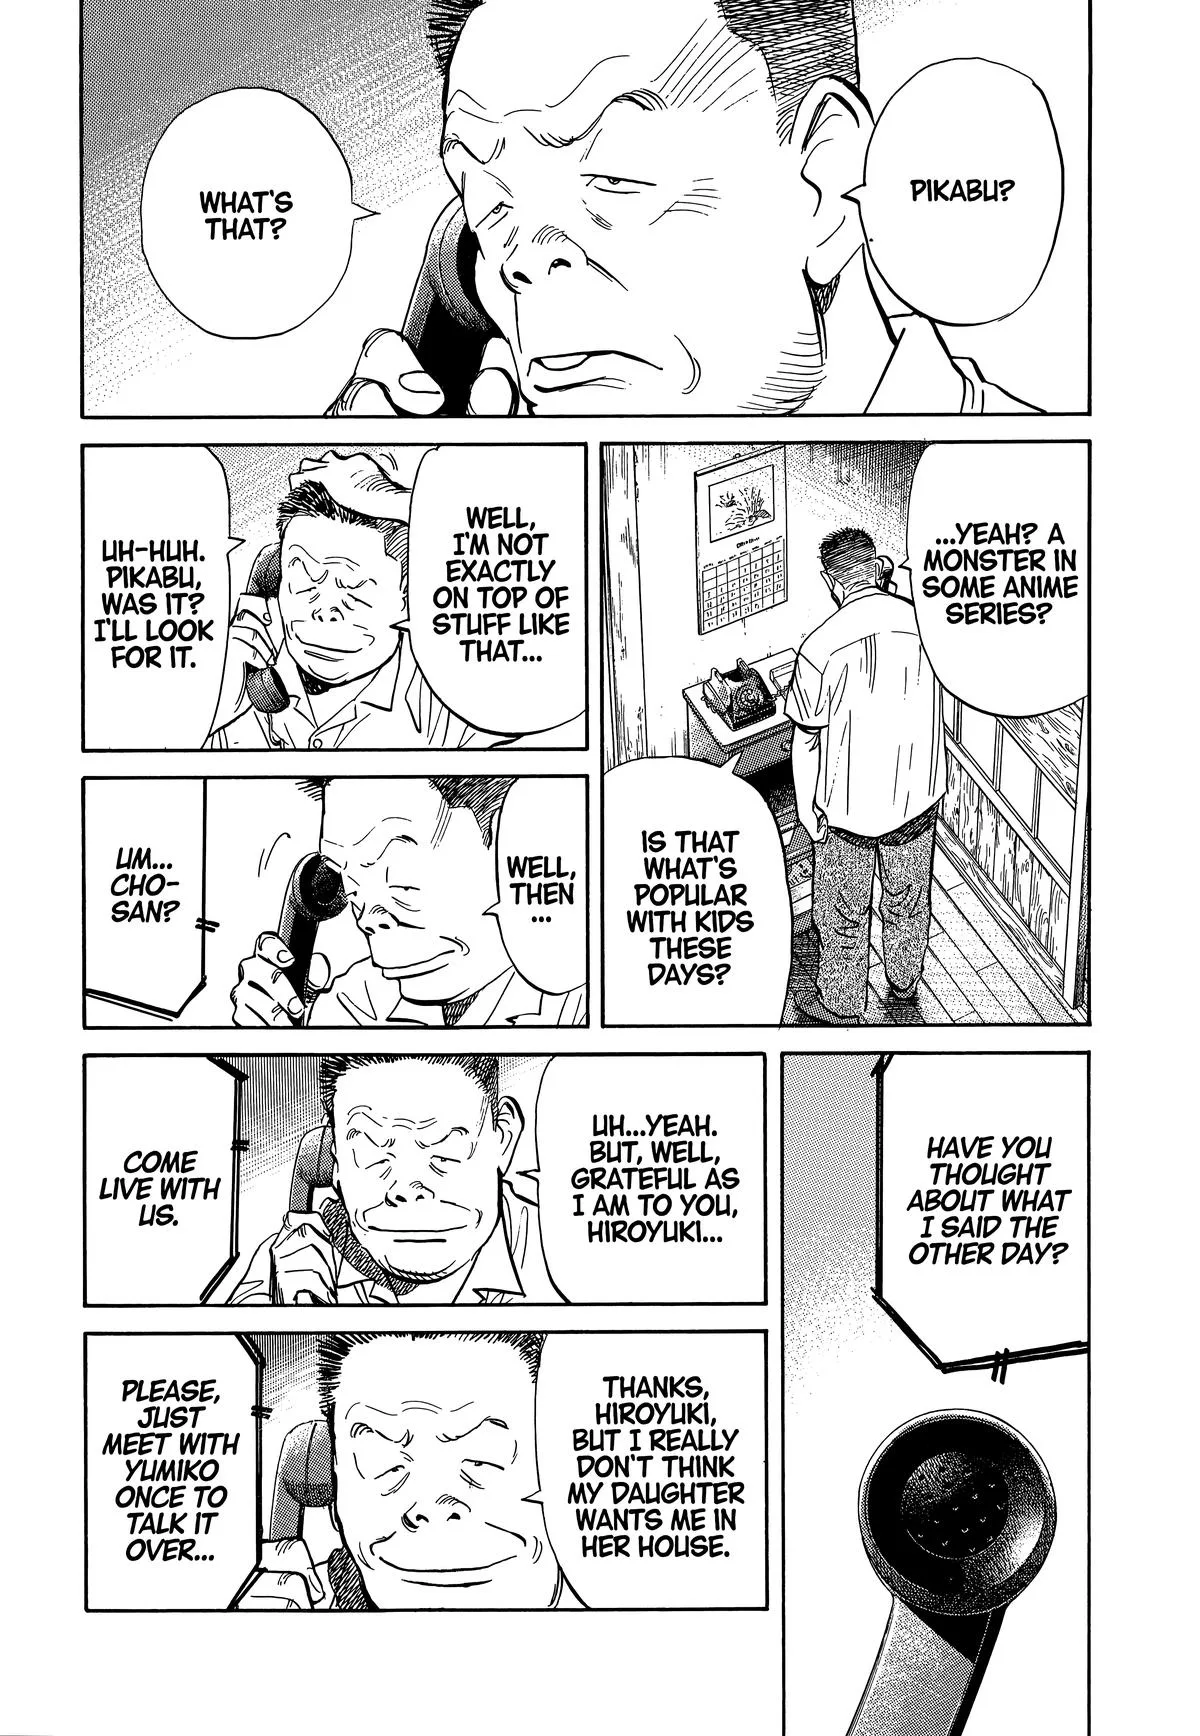 PIKABU?
WHAT'S
THAT?
...YEAH? A
MONSTER IN
SOME ANIME
SERIES?
IS THAT
WHAT'S
POPULAR
WITH KIDS
THESE
DAYS?
WELL,
I'M NOT
EXACTLY
ON TOP OF
STUFF LIKE
THAT...
UH-HUH.
PIKABU,
WAS IT?
I'LL LOOK
FOR IT.
WELL,
THEN
...
UM...
CHO-
SAN?
HAVE YOU
THOUGHT
ABOUT WHAT
I SAID THE
OTHER DAY?
UH...YEAH.
BUT, WELL,
GRATEFUL AS
I AM TO YOU,
HIROYUKI...
COME
LIVE WITH
US.
THANKS,
HIROYUKI,
BUT I REALLY
DON'T THINK
MY DAUGHTER
WANTS ME IN
HER HOUSE.
PLEASE,
JUST
MEET WITH
YUMIKO
ONCE TO
TALK IT
OVER...